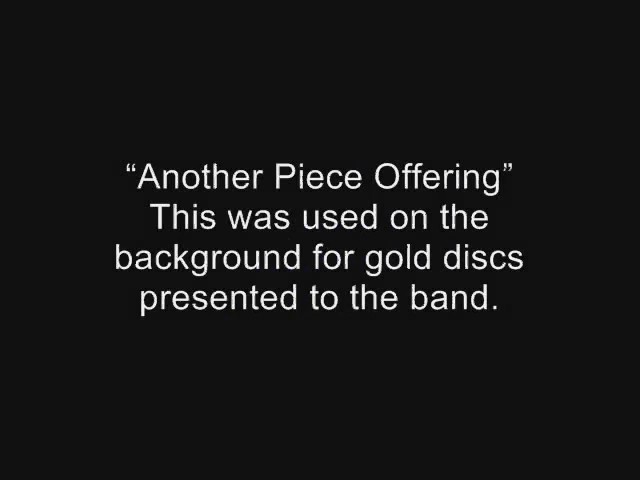 “Another Piece Offering”
This was used on the
background for gold discs
presented to the band.